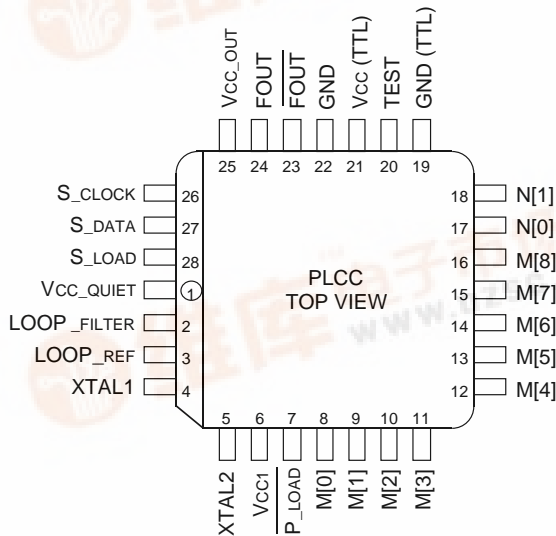 VCC_OUT
FOUT
FOUT
GND
VCC (TTL)
TEST
GND (TTL)
25 24 23 22 21 20 19
S_CLOCK 26
S_DATA 27
S_LOAD 28
VCC_QUIET 1
LOOP_FILTER 2
LOOP_REF 3
XTAL1 4
PLCC
TOP VIEW
18 N[1]
17 N[0]
16 M[8]
15 M[7]
14 M[6]
13 M[5]
12 M[4]
5 6 7 8 9 10 11
XTAL2
VCC1
P_LOAD
M[0]
M[1]
M[2]
M[3]